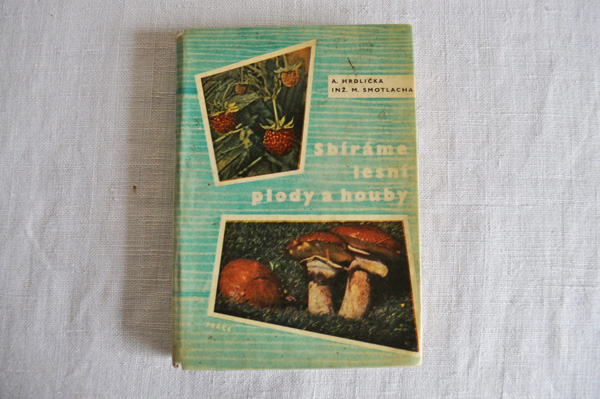 A. HRDLIČKA
INŽ. M. SMOTLACHA
Sbíráme
lesní
plody a houby
PRÁCE